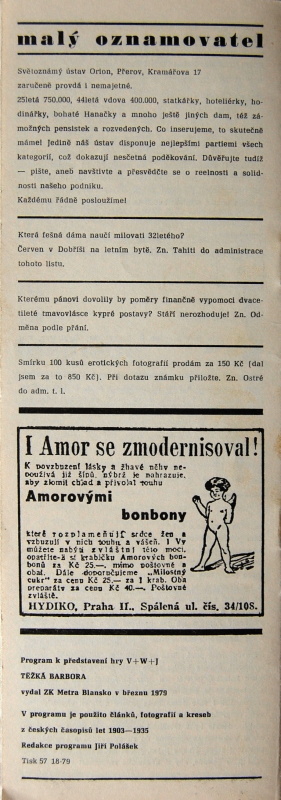 malý oznamovatel
Světoznámý ústav Orion, Přerov, Kramářova 17
zaručeně provdá i nemajetné.
25letá 750.000, 44letá vdova 400.000, statkářky, hoteliérky, ho-
dinářky, bohaté Hanačky a mnoho ještě jiných dam, též zá-
možných pensistek a rozvedených. Co inserujeme, to skutečně
máme! Jedině náš ústav disponuje nejlepšími partiemi všech
kategorií, což dokazují nesčetná poděkování. Důvěřujte tudíž
— pište, aneb navštivte a přesvědčte se o reelnosti a solid-
nosti našeho podniku.
Každému řádně posloužíme!
Která fešná dáma naučí milovati 32letého?
Červen v Dobříši na letním bytě. Zn. Tahiti do administrace
tohoto listu.
Kterému pánovi dovolily by poměry finančně vypomoci dvace-
tileté tmavovlásce kypré postavy? Stáří nerozhoduje! Zn. Od-
měna podle přání.
Smírku 100 kusů erotických fotografií prodám za 150 Kč (dal
jsem za to 850 Kč). Při dotazu známku přiložte. Zn. Ostré
do adm. t. l.
I Amor se zmodernisoval!
K povzbuzení lásky a žhavé něhy ne-
používá již šípů, nýbrž je nahrazuje,
aby zlomil chlad a přivolal touhu
Amorovými
bonbony
které rozplameňují srdce žen a
vzbuzují v nich touhu a vášeň. I Vy
můžete nabýti zvláštní této moci,
opatříte-li si krabičku Amorových bon-
bonů za Kč 25.—, mimo poštovné a
obal. Dále doporučujeme „Milostný
cukr" za cenu Kč 25.— za 1 krab. Oba
preparáty za cenu Kč 40.—. Poštovné
zvláště.
HYDIKO, Praha II., Spálená ul. čís. 34/108.
Program k představení hry V+W+J
TĚŽKÁ BARBORA
vydal ZK Metra Blansko v březnu 1979
V programu je použito článků, fotografií a kreseb
z českých časopisů let 1903—1935
Redakce programu Jiří Polášek
Tisk 57 18-79